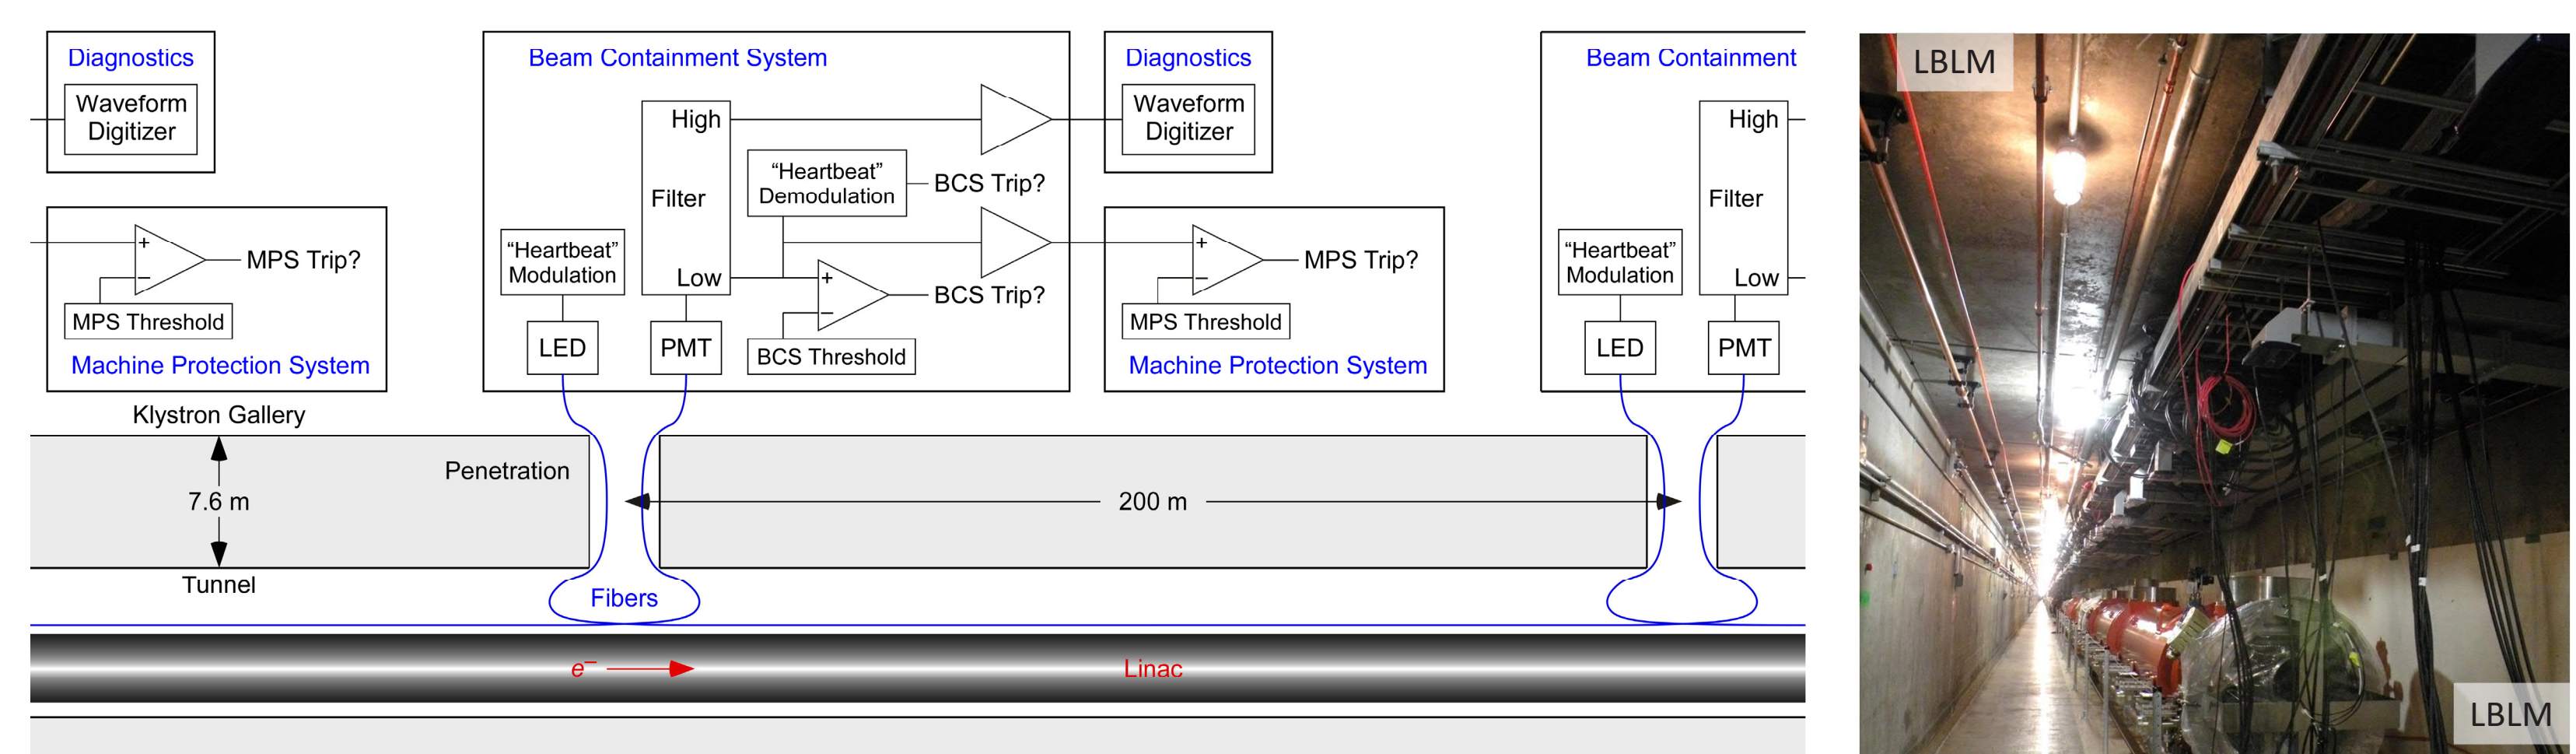 Diagnostics
Waveform
Digitizer
MPS Trip?
+
–
MPS Threshold
Machine Protection System
Klystron Gallery
7.6 m
Tunnel
Penetration
Beam Containment System
High
Filter
Low
“Heartbeat”
Modulation
LED
PMT
“Heartbeat”
Demodulation
BCS Trip?
+
–
BCS Trip?
BCS Threshold
Diagnostics
Waveform
Digitizer
+
–
MPS Trip?
MPS Threshold
Machine Protection System
200 m
Fibers
e–
Linac
Beam Containment
High
Filter
Low
“Heartbeat”
Modulation
LED
PMT
LBLM
LBLM